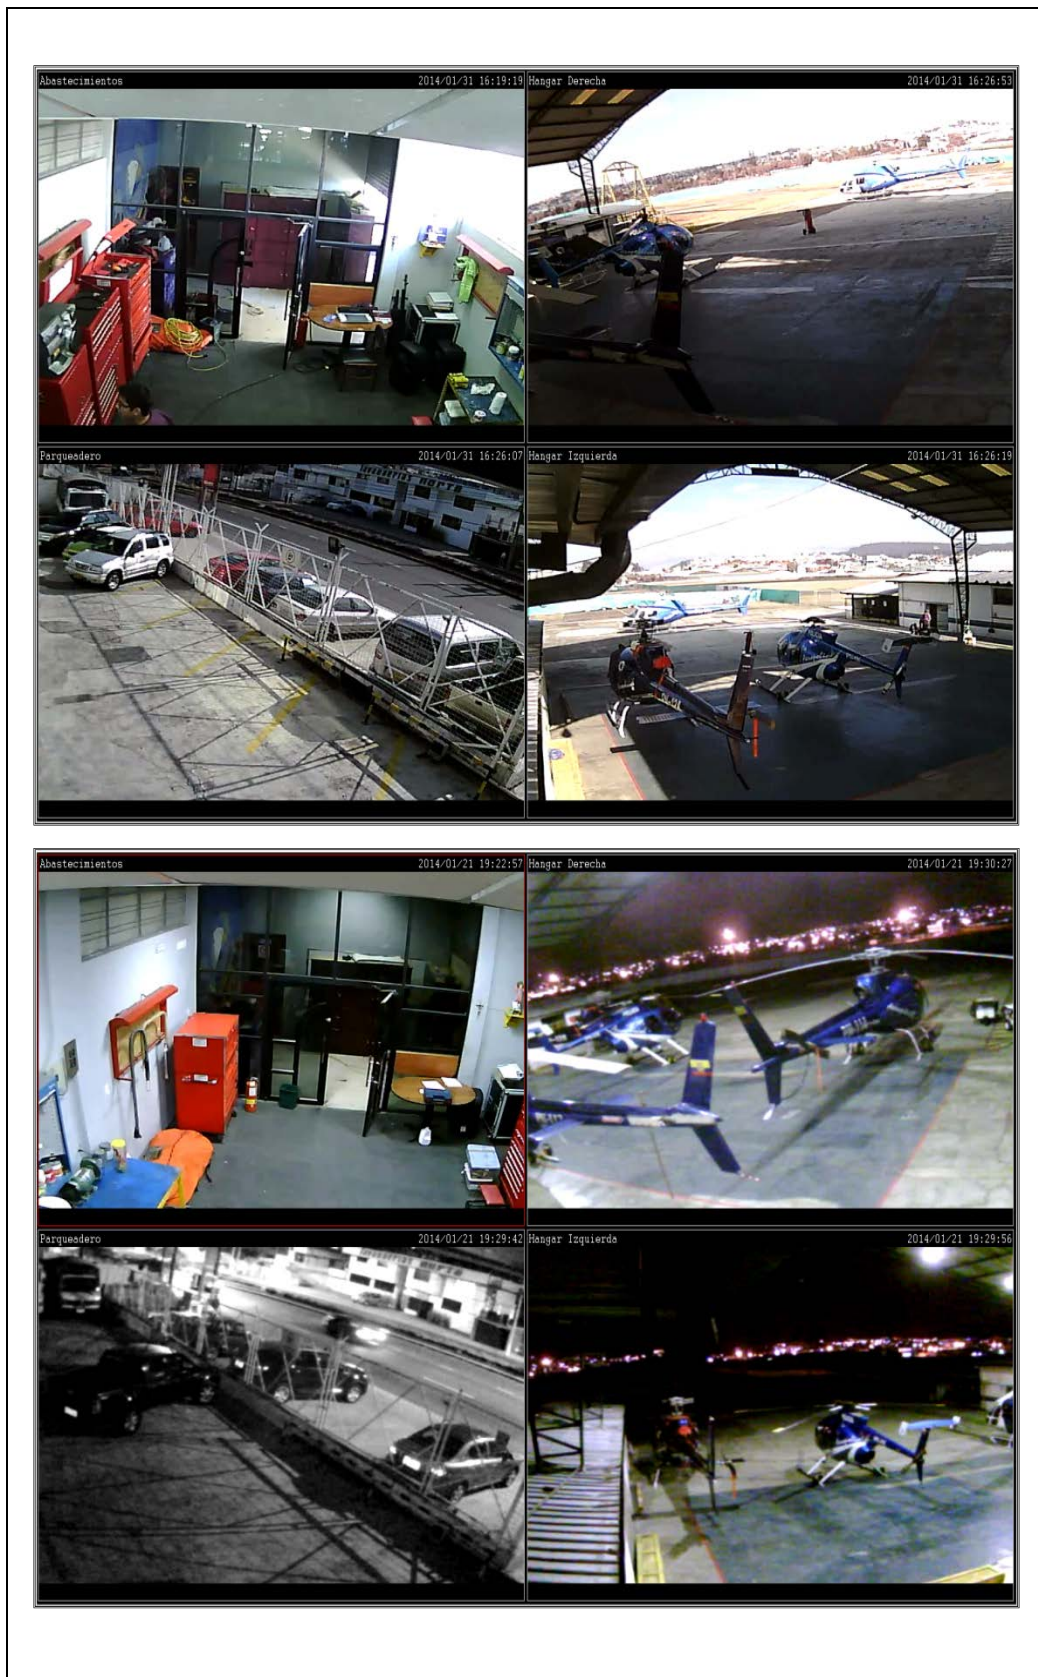 Abastecimientos 2014/01/31 16:19:19
Hangar Derecha 2014/01/31 16:26:53
Parqueadero 2014/01/31 16:26:07
Hangar Izquierda 2014/01/31 16:26:19
NORTE
Abastecimientos 2014/01/21 19:22:57
Hangar Derecha 2014/01/21 19:30:27
Parqueadero 2014/01/21 19:29:42
Hangar Izquierda 2014/01/21 19:29:56